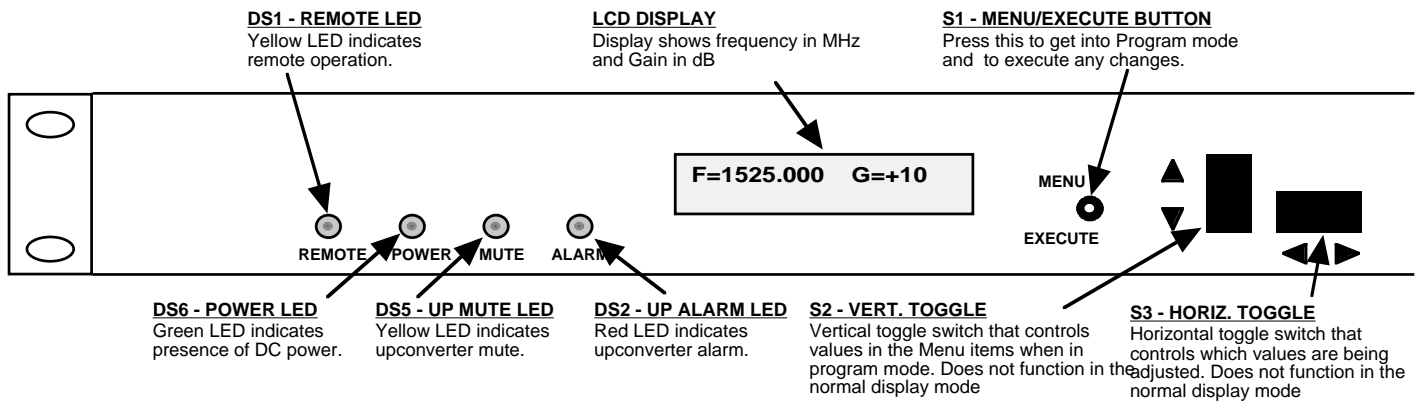 DS1 - REMOTE LED
Yellow LED indicates
remote operation.
LCD DISPLAY
Display shows frequency in MHz
and Gain in dB
S1 - MENU/EXECUTE BUTTON
Press this to get into Program mode
and to execute any changes.
F=1525.000 G=+10
MENU
EXECUTE
REMOTE
POWER
MUTE
ALARM
DS6 - POWER LED
Green LED indicates
presence of DC power.
DS5 - UP MUTE LED
Yellow LED indicates
upconverter mute.
DS2 - UP ALARM LED
Red LED indicates
upconverter alarm.
S2 - VERT. TOGGLE
Vertical toggle switch that controls
values in the Menu items when in
program mode. Does not function in the
normal display mode
S3 - HORIZ. TOGGLE
Horizontal toggle switch that
controls which values are being
adjusted. Does not function in the
normal display mode